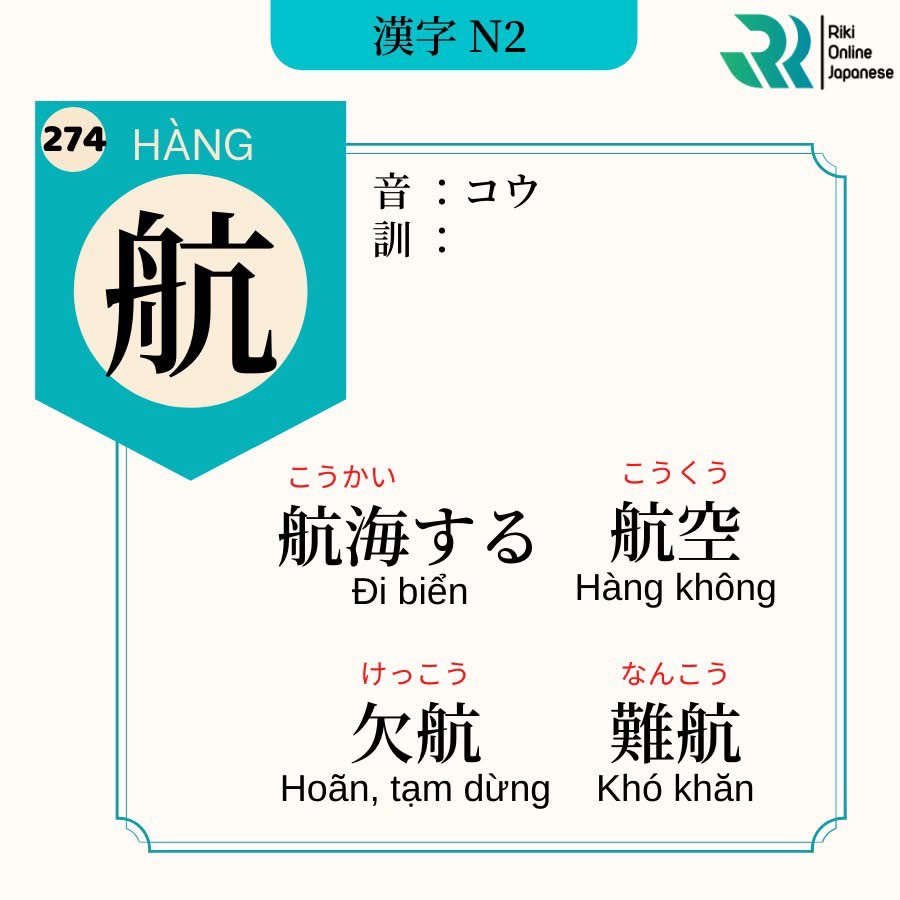 漢字 N2
Riki
Online
Japanese
274 HÀNG
航
音 ：コウ
訓 ：
こうかい
航海する
Đi biển
こうくう
航空
Hàng không
けっこう
欠航
Hoãn, tạm dừng
なんこう
難航
Khó khăn